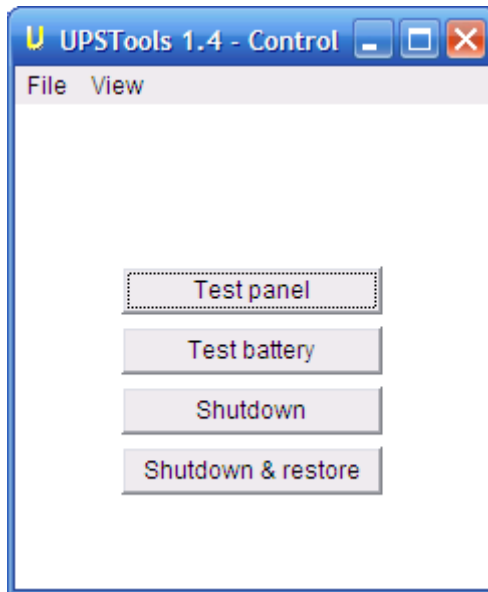 UPSTools 1.4 - Control
File View
Test panel
Test battery
Shutdown
Shutdown & restore